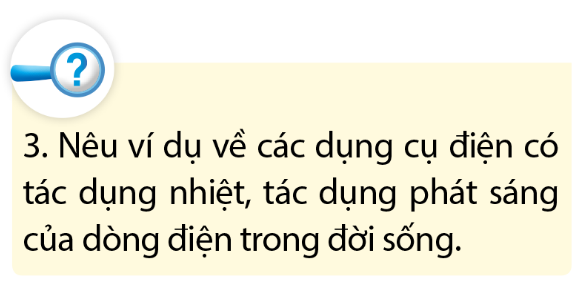 ?
3. Nêu ví dụ về các dụng cụ điện có
tác dụng nhiệt, tác dụng phát sáng
của dòng điện trong đời sống.